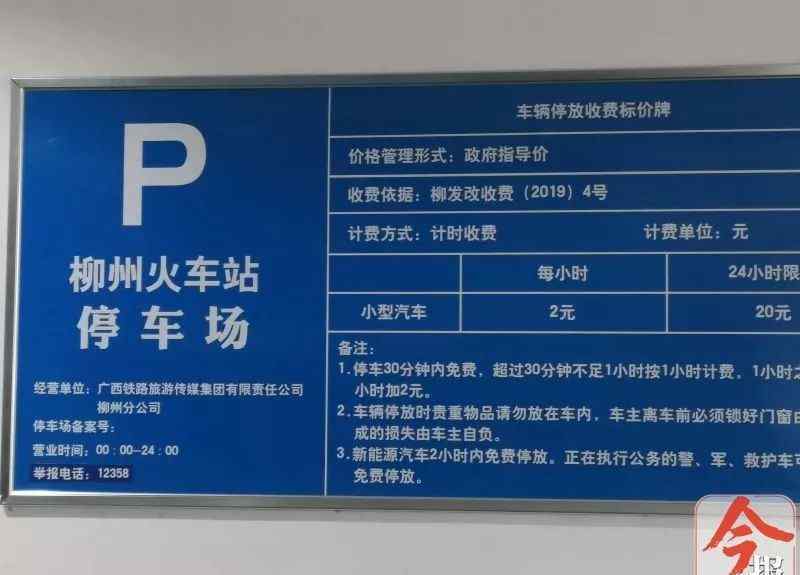 P
柳州火车站
停车场
经营单位：广西铁路旅游传媒集团有限责任公司
柳州分公司
停车场备案号：
营业时间：00：00-24：00
举报电话：12358
车辆停放收费标价牌
价格管理形式：政府指导价
收费依据：柳发改收费（2019）4号
计费方式：计时收费 计费单位：元
每小时 24小时限
小型汽车 2元 20元
备注：
1.停车30分钟内免费，超过30分钟不足1小时按1小时计费，1小时之
小时加2元。
2.车辆停放时贵重物品请勿放在车内，车主离车前必须锁好门窗
成的损失由车主自负。
3.新能源汽车2小时内免费停放。正在执行公务的警、军、救护车可
免费停放。
今
报